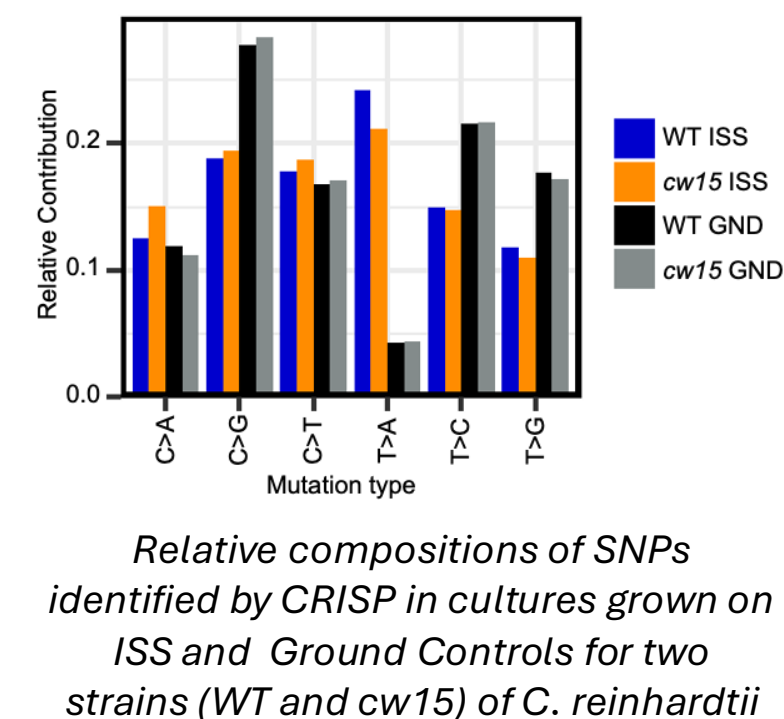 Relative Contribution
0.2
0.1
0.0
C>A
C>G
C>T
T>A
T>C
T>G
Mutation type
WT ISS
cw15 ISS
WT GND
cw15 GND
Relative compositions of SNPs
identified by CRISP in cultures grown on
ISS and Ground Controls for two
strains (WT and cw15) of C. reinhardtii